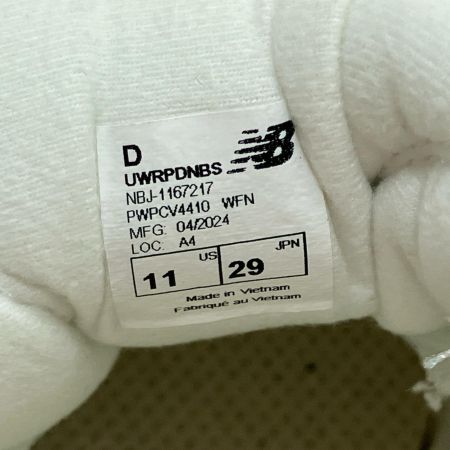 D
UWRPDNBS
NBJ-1167217
PWPCV4410 WFN
MFG: 04/2024
LOC: A4
11 US 29 JPN
Made in Vietnam
Fabriqué au Vietnam